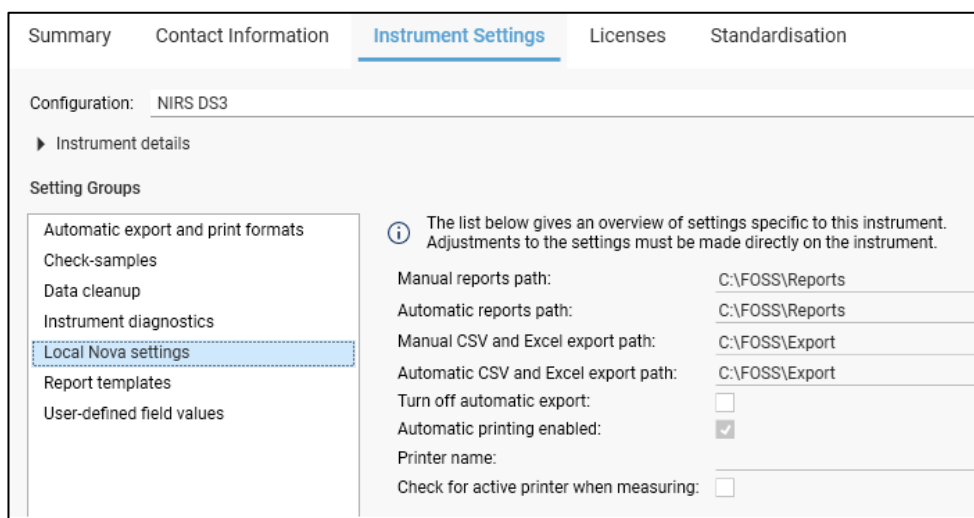 Summary Contact Information Instrument Settings Licenses Standardisation
Configuration: NIRS DS3
Instrument details
Setting Groups
Automatic export and print formats
Check-samples
Data cleanup
Instrument diagnostics
Local Nova settings
Report templates
User-defined field values
The list below gives an overview of settings specific to this instrument.
Adjustments to the settings must be made directly on the instrument.
Manual reports path: C:\FOSS\Reports
Automatic reports path: C:\FOSS\Reports
Manual CSV and Excel export path: C:\FOSS\Export
Automatic CSV and Excel export path: C:\FOSS\Export
Turn off automatic export:
Automatic printing enabled:
Printer name:
Check for active printer when measuring: